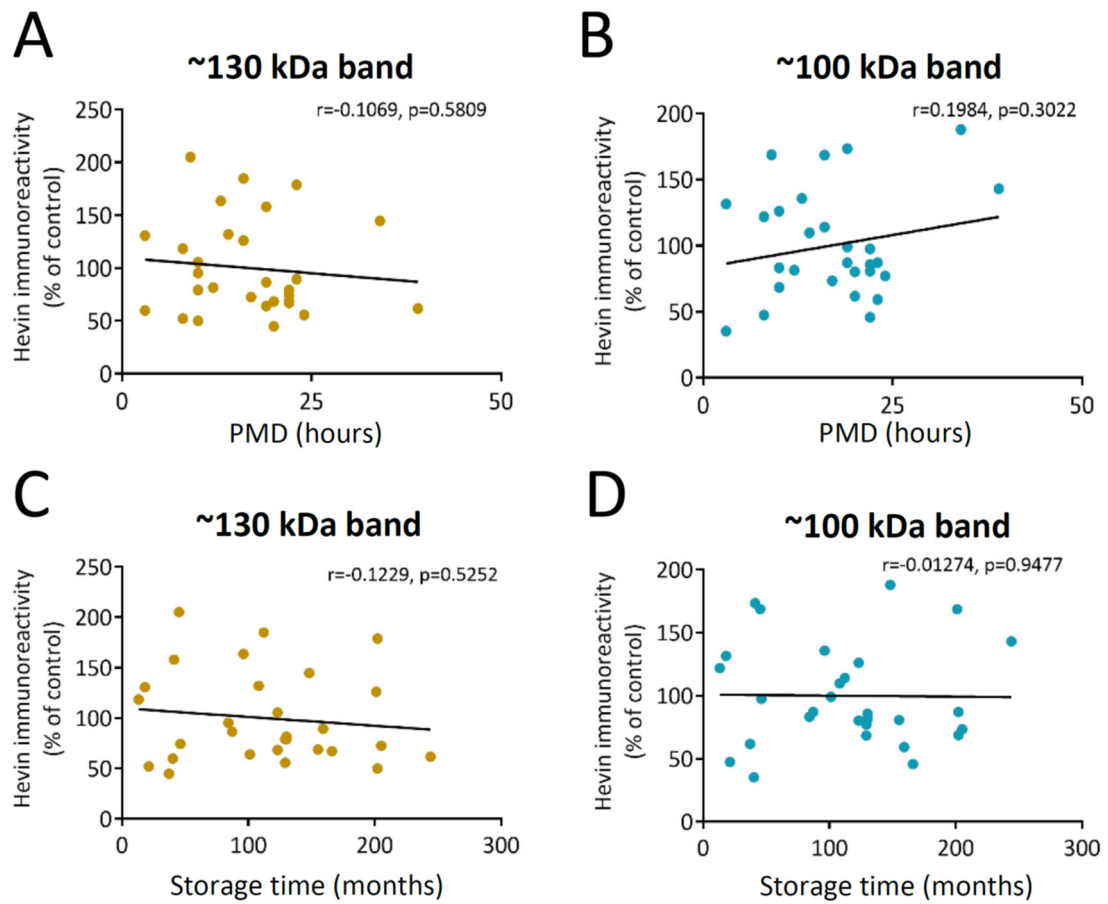 A
~130 kDa band
r=-0.1069, p=0.5809
Hevin immunoreactivity
(% of control)
250
200
150
100
50
0
0
25
50
PMD (hours)
B
~100 kDa band
r=0.1984, p=0.3022
Hevin immunoreactivity
(% of control)
200
150
100
50
0
0
25
50
PMD (hours)
C
~130 kDa band
r=-0.1229, p=0.5252
Hevin immunoreactivity
(% of control)
250
200
150
100
50
0
0
100
200
300
Storage time (months)
D
~100 kDa band
r=-0.01274, p=0.9477
Hevin immunoreactivity
(% of control)
200
150
100
50
0
0
100
200
300
Storage time (months)